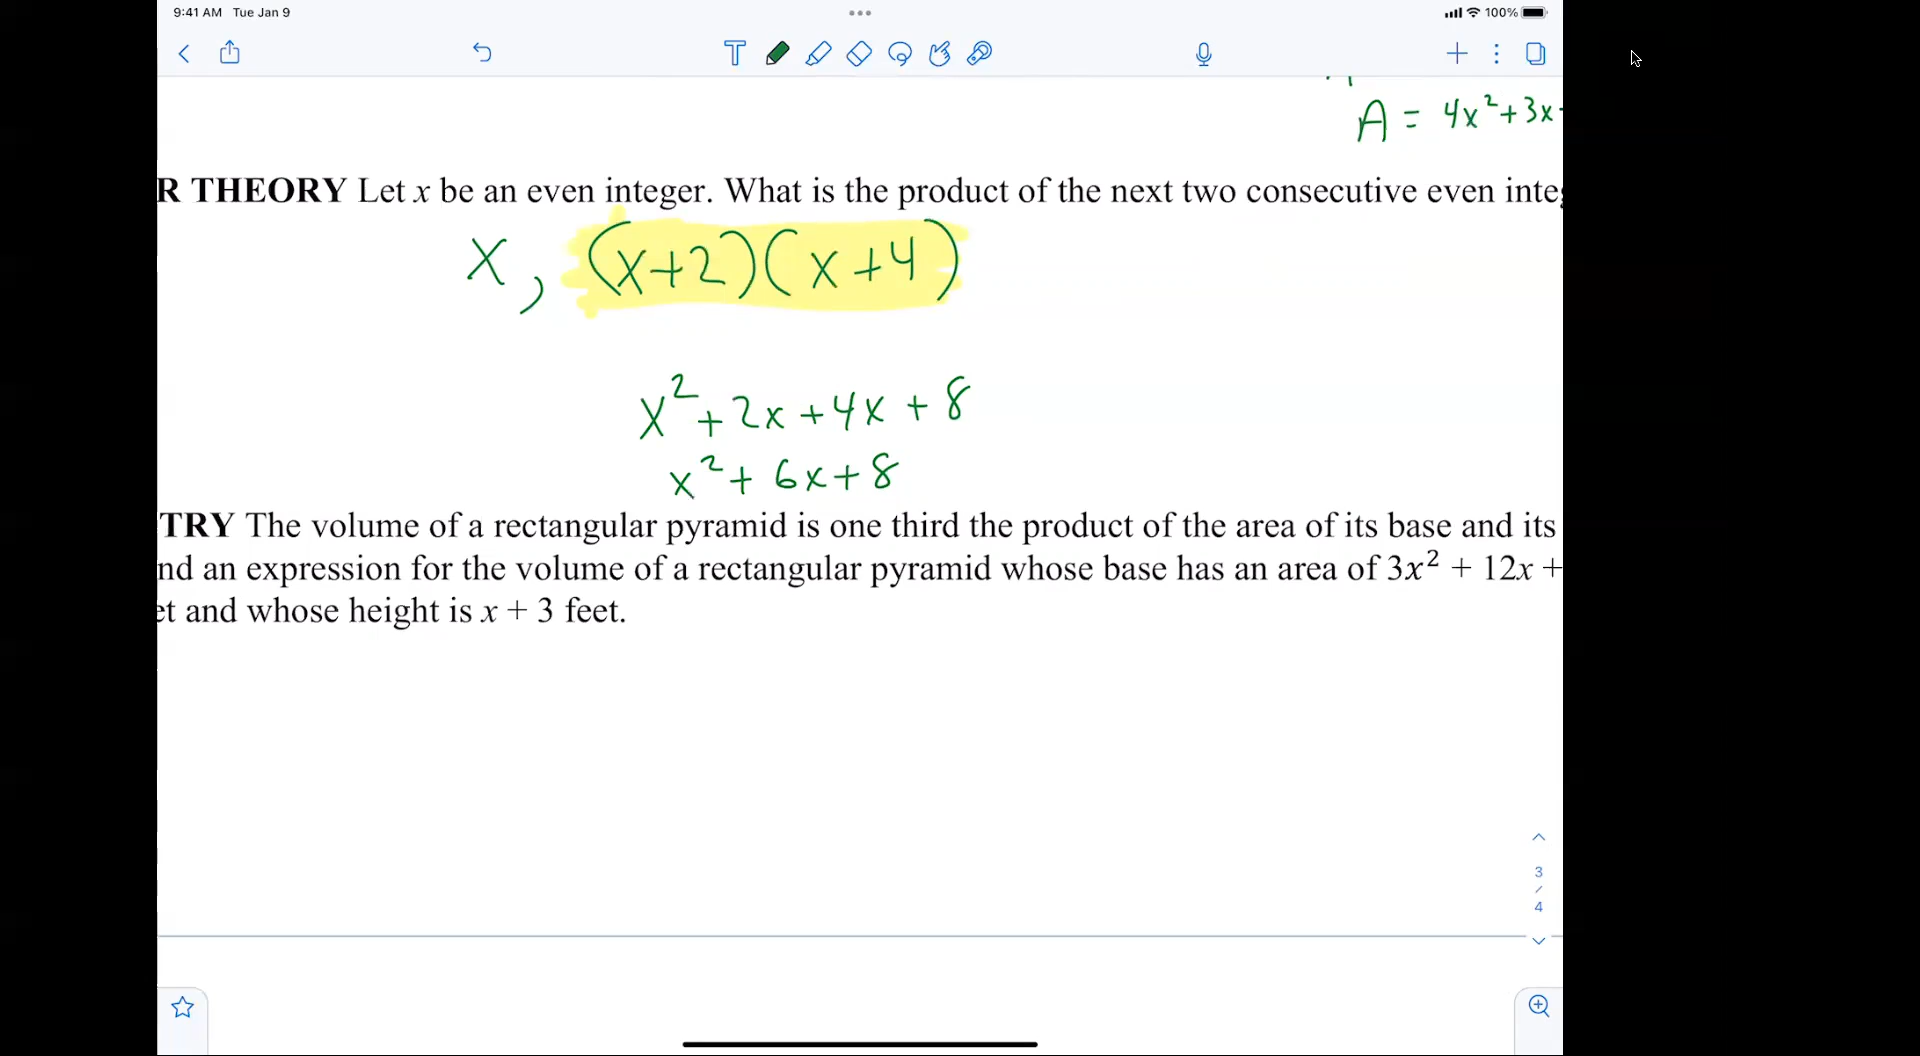 9:41 AM Tue Jan 9
100%
A = 4x² + 3x
R THEORY Let x be an even integer. What is the product of the next two consecutive even inte
x, (x+2)(x+4)
x² + 2x + 4x + 8
x² + 6x + 8
TRY The volume of a rectangular pyramid is one third the product of the area of its base and its
nd an expression for the volume of a rectangular pyramid whose base has an area of 3x² + 12x +
et and whose height is x + 3 feet.
3
/
4